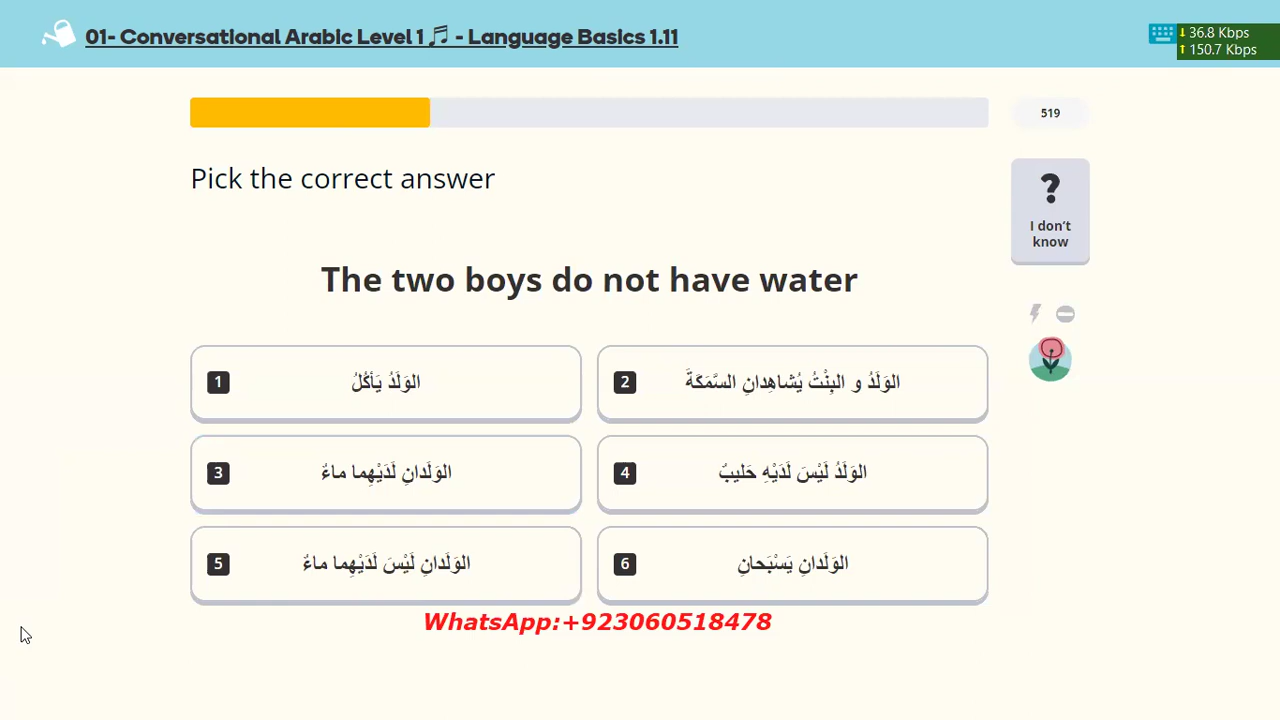 01- Conversational Arabic Level 1 🎵 - Language Basics 1.11
36.8 Kbps
150.7 Kbps
519
Pick the correct answer
?
I don't
know
The two boys do not have water
1 الوَلَدُ يَأكُلُ
2 الوَلَدُ و البِنْتُ يُشاهِدانِ السَّمَكَةَ
3 الوَلَدانِ لَدَيْهِما ماءٌ
4 الوَلَدُ لَيْسَ لَدَيْهِ حَليبٌ
5 الوَلَدانِ لَيْسَ لَدَيْهِما ماءٌ
6 الوَلَدانِ يَسْبَحانِ
WhatsApp:+923060518478